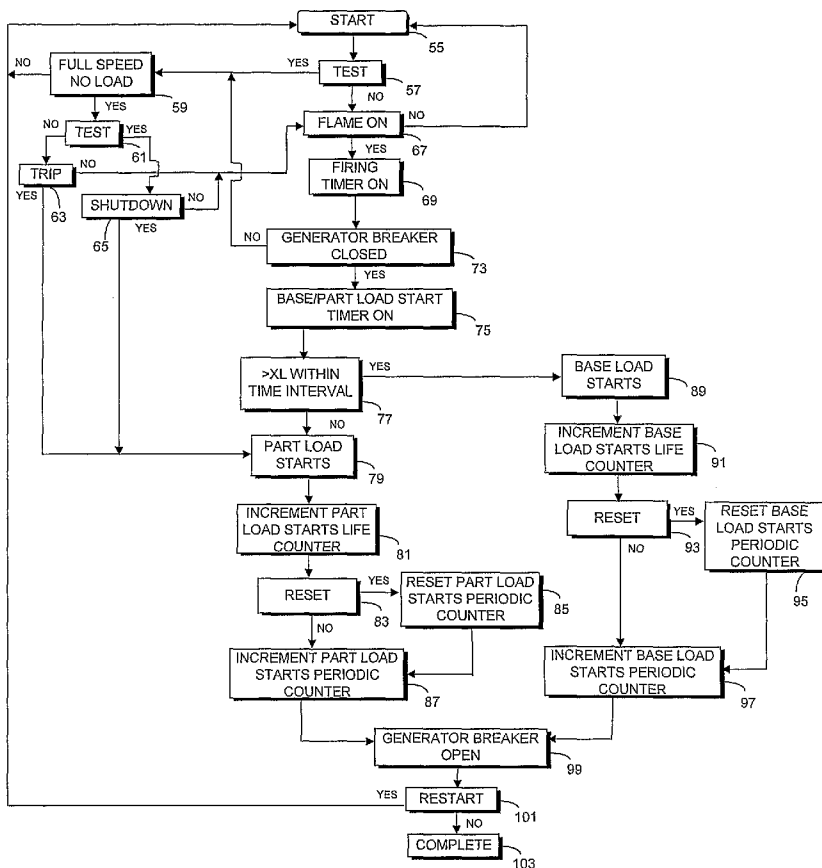 START
55
NO
FULL SPEED
NO LOAD
59
YES
TEST
57
NO
YES
NO
TEST
YES
61
FLAME ON
NO
67
YES
NO
TRIP
NO
YES
63
SHUTDOWN
NO
65
YES
FIRING
TIMER ON
69
NO
GENERATOR BREAKER
CLOSED
73
YES
BASE/PART LOAD START
TIMER ON
75
>XL WITHIN
TIME INTERVAL
YES
77
NO
BASE LOAD
STARTS
89
PART LOAD
STARTS
79
INCREMENT BASE
LOAD STARTS LIFE
COUNTER
91
INCREMENT PART
LOAD STARTS LIFE
COUNTER
81
RESET
YES
93
NO
RESET BASE
LOAD STARTS
PERIODIC
COUNTER
95
RESET
YES
83
NO
RESET PART LOAD
STARTS PERIODIC
COUNTER
85
INCREMENT PART LOAD
STARTS PERIODIC
COUNTER
87
INCREMENT BASE LOAD
STARTS PERIODIC
COUNTER
97
GENERATOR BREAKER
OPEN
99
YES
RESTART
101
NO
COMPLETE
103